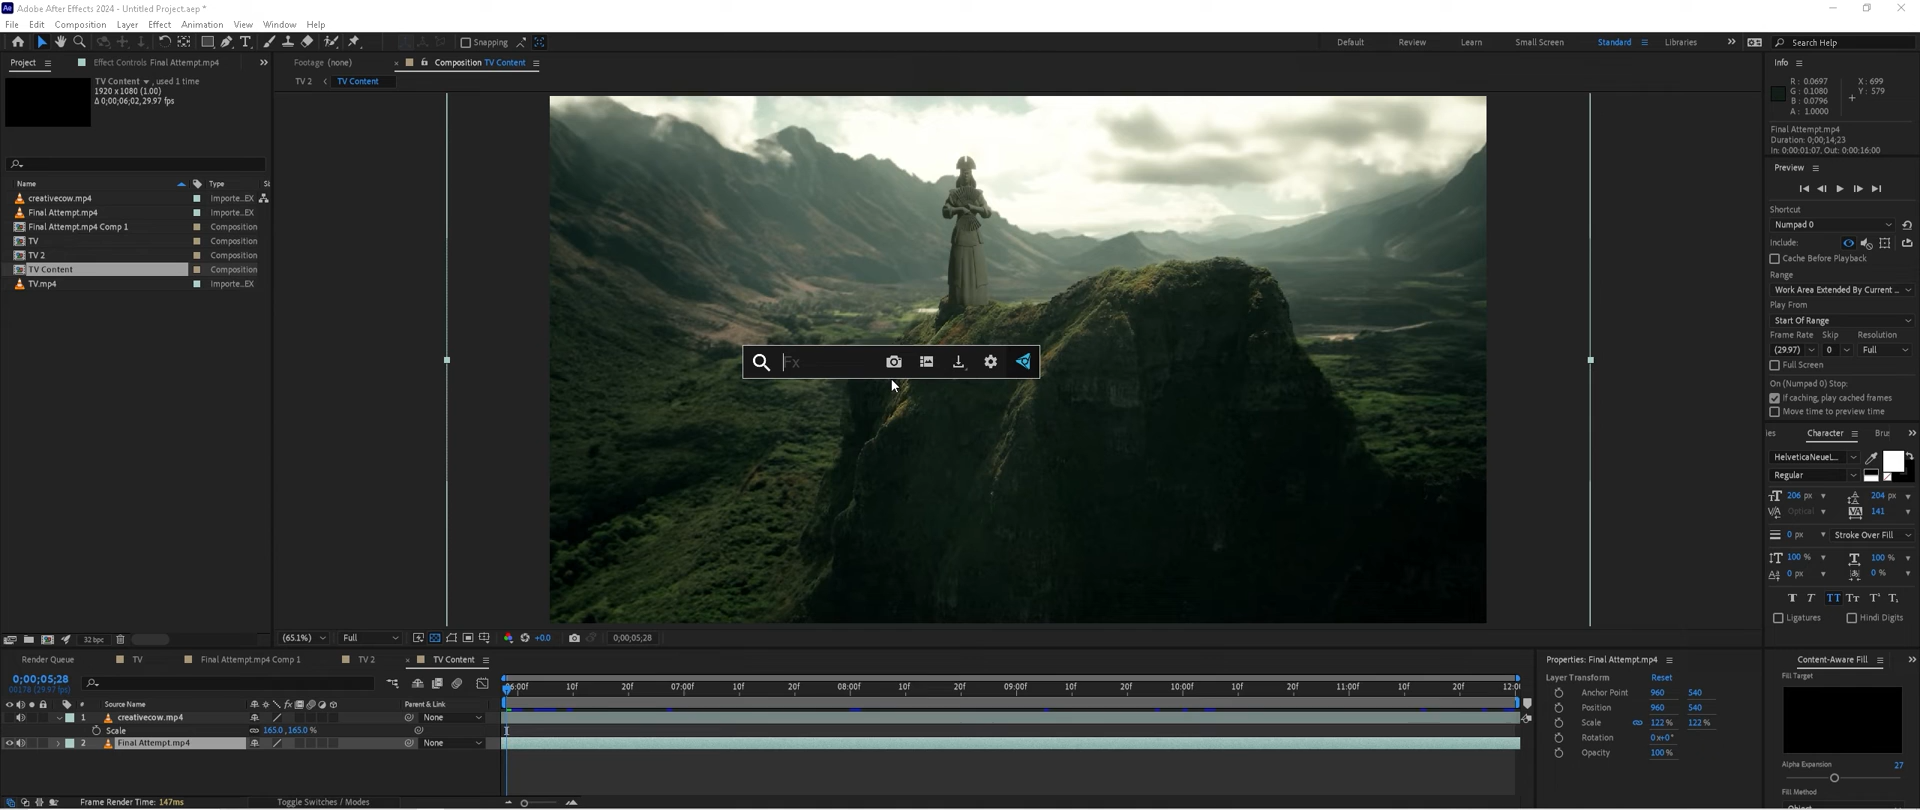 Adobe After Effects 2024 - Untitled Project.aep *
File Edit Composition Layer Effect Animation View Window Help
Snapping
Default Review Learn Small Screen Standard Libraries Search Help
Project
Effect Controls Final Attempt.mp4
TV Content , used 1 time
1920 x 1080 (1.00)
Δ 0;00;06;02, 29.97 fps
Name Type
creativecow.mp4 Importe...EX
Final Attempt.mp4 Importe...EX
Final Attempt.mp4 Comp 1 Composition
TV Composition
TV 2 Composition
TV Content Composition
TV.mp4 Importe...EX
32 bpc
Footage (none)
Composition TV Content
TV 2 TV Content
Fx
(65.1%) Full +0.0 0;00;05;28
Info
R : 0.0697
G : 0.1080
B : 0.0796
A : 1.0000
X : 699
Y : 579
Final Attempt.mp4
Duration: 0;00;14;23
In: 0;00;01;07, Out: 0;00;16;00
Preview
Shortcut
Numpad 0
Include:
Cache Before Playback
Range
Work Area Extended By Current ...
Play From
Start Of Range
Frame Rate Skip Resolution
(29.97) 0 Full
Full Screen
On (Numpad 0) Stop:
If caching, play cached frames
Move time to preview time
ies Character Brur
HelveticaNeueL...
Regular
206 px 204 px
Optical 141
0 px Stroke Over Fill
100 % 100 %
0 px 0 %
Ligatures Hindi Digits
Render Queue TV Final Attempt.mp4 Comp 1 TV 2 TV Content
0;00;05;28
00178 (29.97 fps)
# Source Name Parent & Link
1 creativecow.mp4 None
Scale 165.0, 165.0 %
2 Final Attempt.mp4 None
06:00f 10f 20f 07:00f 10f 20f 08:00f 10f 20f 09:00f 10f 20f 10:00f 10f 20f 11:00f 10f 20f 12:0
Frame Render Time: 147ms
Toggle Switches / Modes
Properties: Final Attempt.mp4
Layer Transform Reset
Anchor Point 960 540
Position 960 540
Scale 122 % 122 %
Rotation 0x+0°
Opacity 100 %
Content-Aware Fill
Fill Target
Alpha Expansion 27
Fill Method